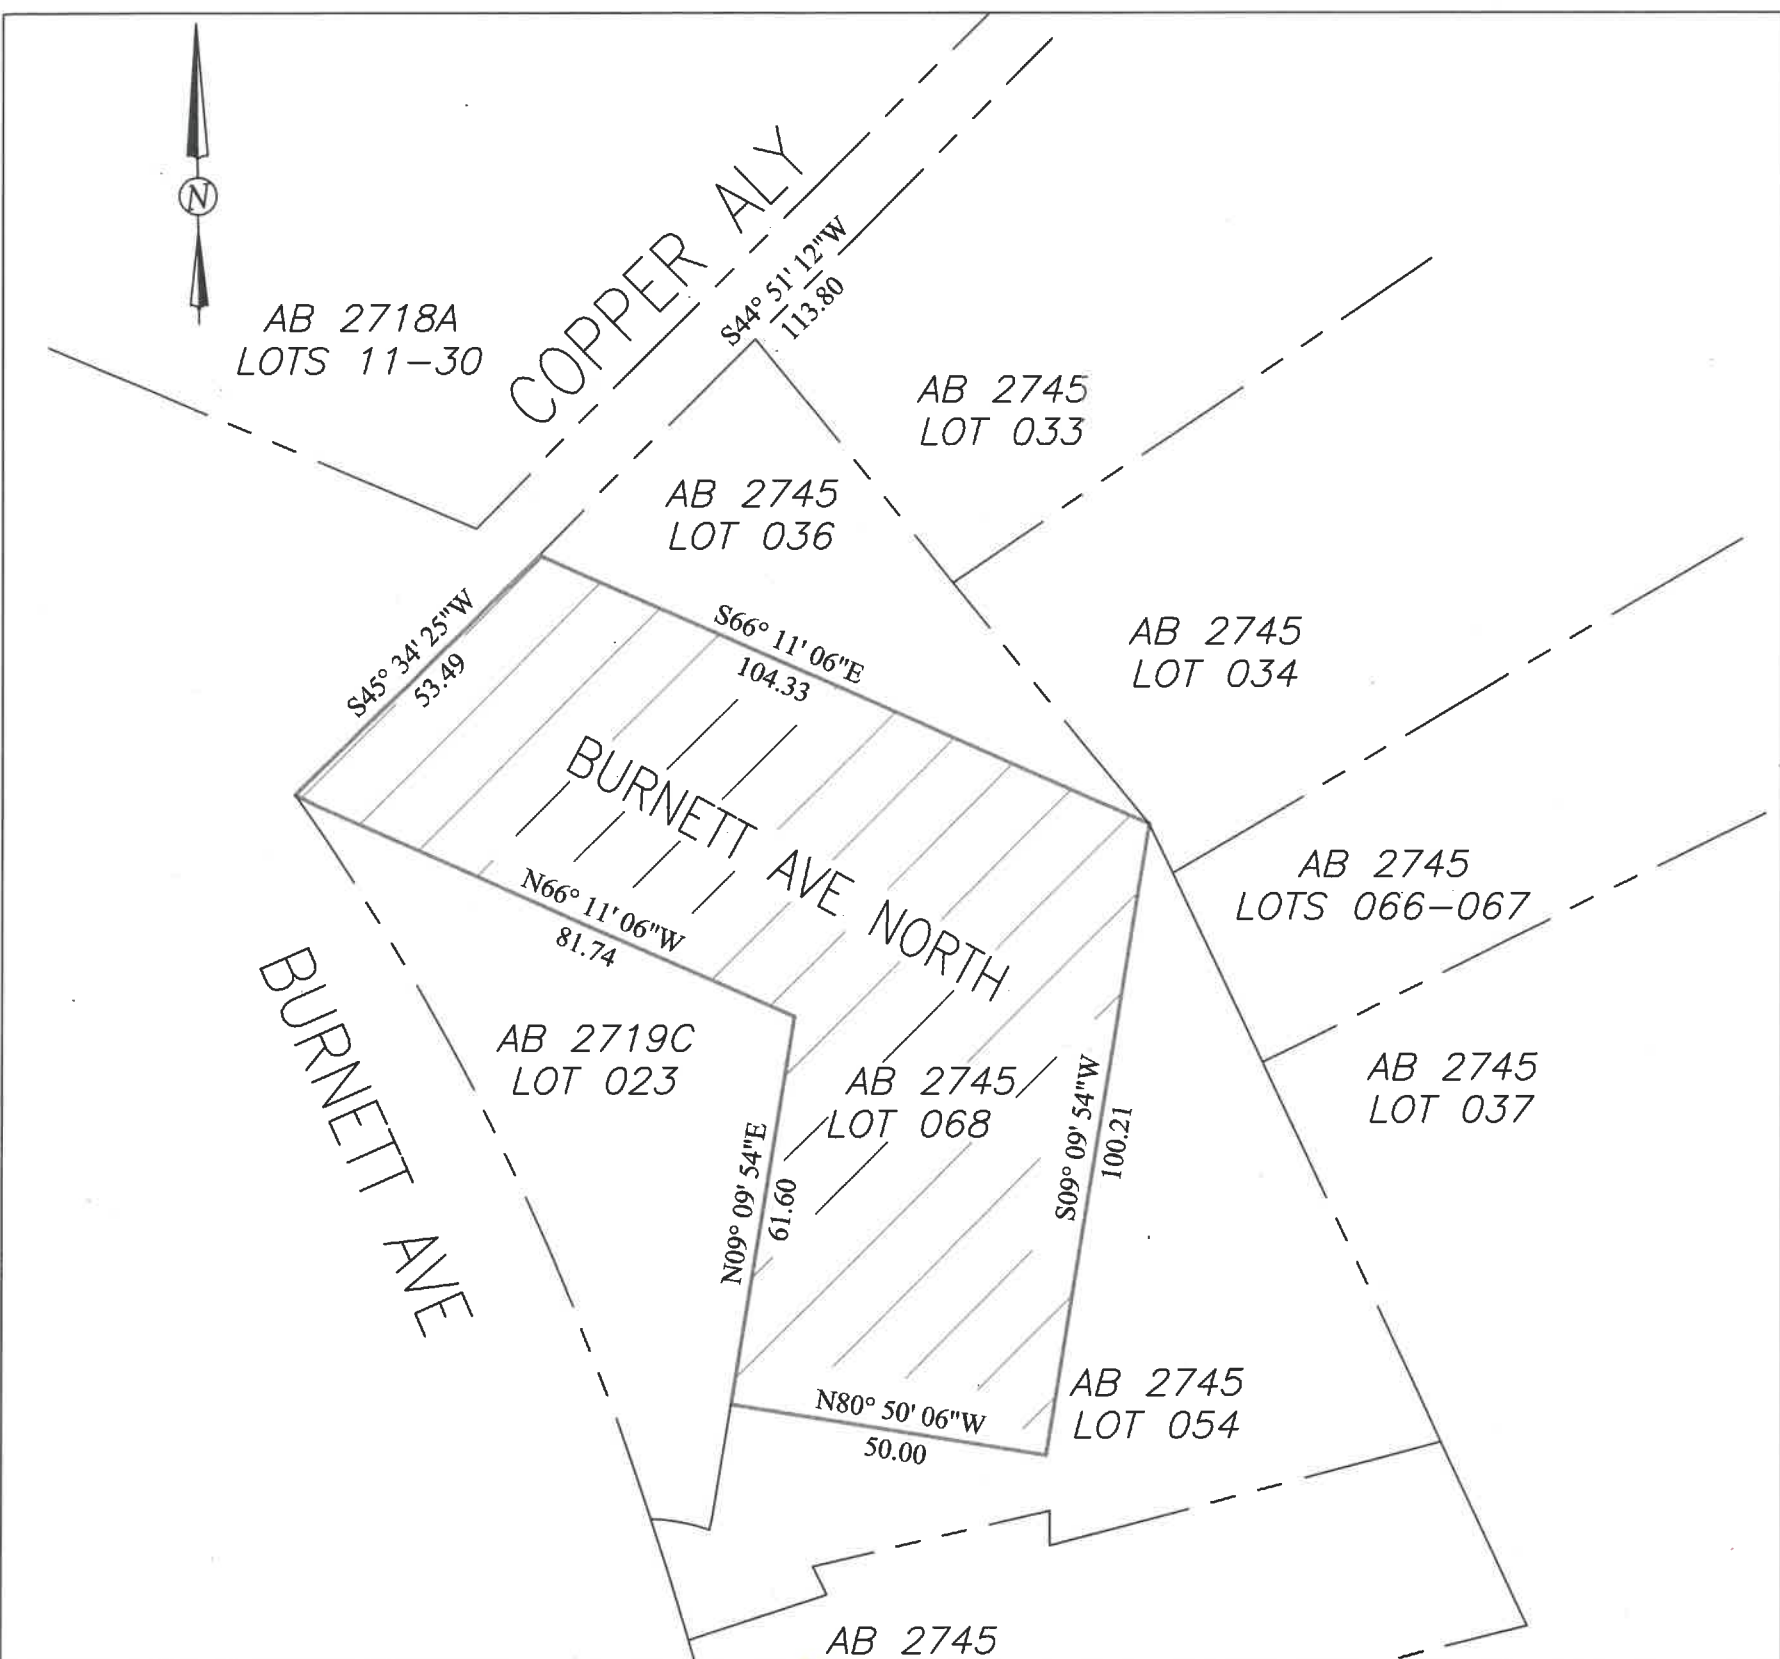 N
COPPER ALY
S44° 51' 12"W
113.80
AB 2718A
LOTS 11-30
AB 2745
LOT 033
AB 2745
LOT 036
S45° 34' 25"W
53.49
S66° 11' 06"E
104.33
AB 2745
LOT 034
BURNETT AVE NORTH
AB 2745
LOTS 066-067
N66° 11' 06"W
81.74
BURNETT AVE
AB 2719C
LOT 023
AB 2745
LOT 068
S09° 09' 54"W
100.21
AB 2745
LOT 037
N09° 09' 54"E
61.60
N80° 50' 06"W
50.00
AB 2745
LOT 054
AB 2745